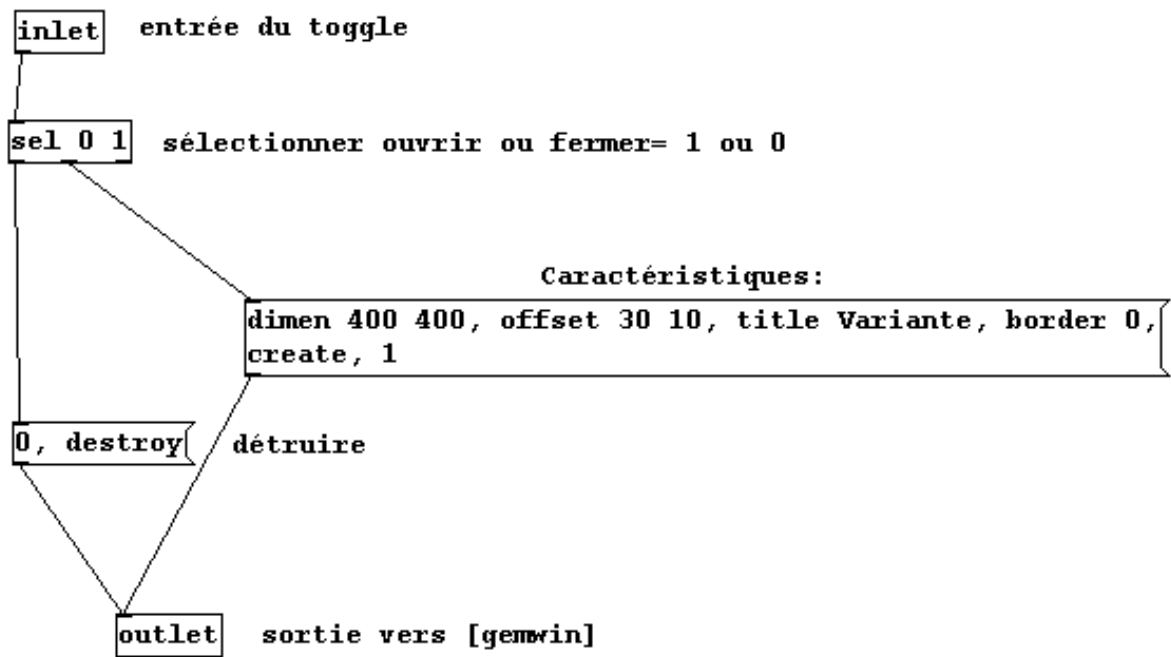 inlet entrée du toggle
sel 0 1 sélectionner ouvrir ou fermer= 1 ou 0
Caractéristiques:
dimen 400 400, offset 30 10, title Variante, border 0,
create, 1
0, destroy détruire
outlet sortie vers [gemwin]